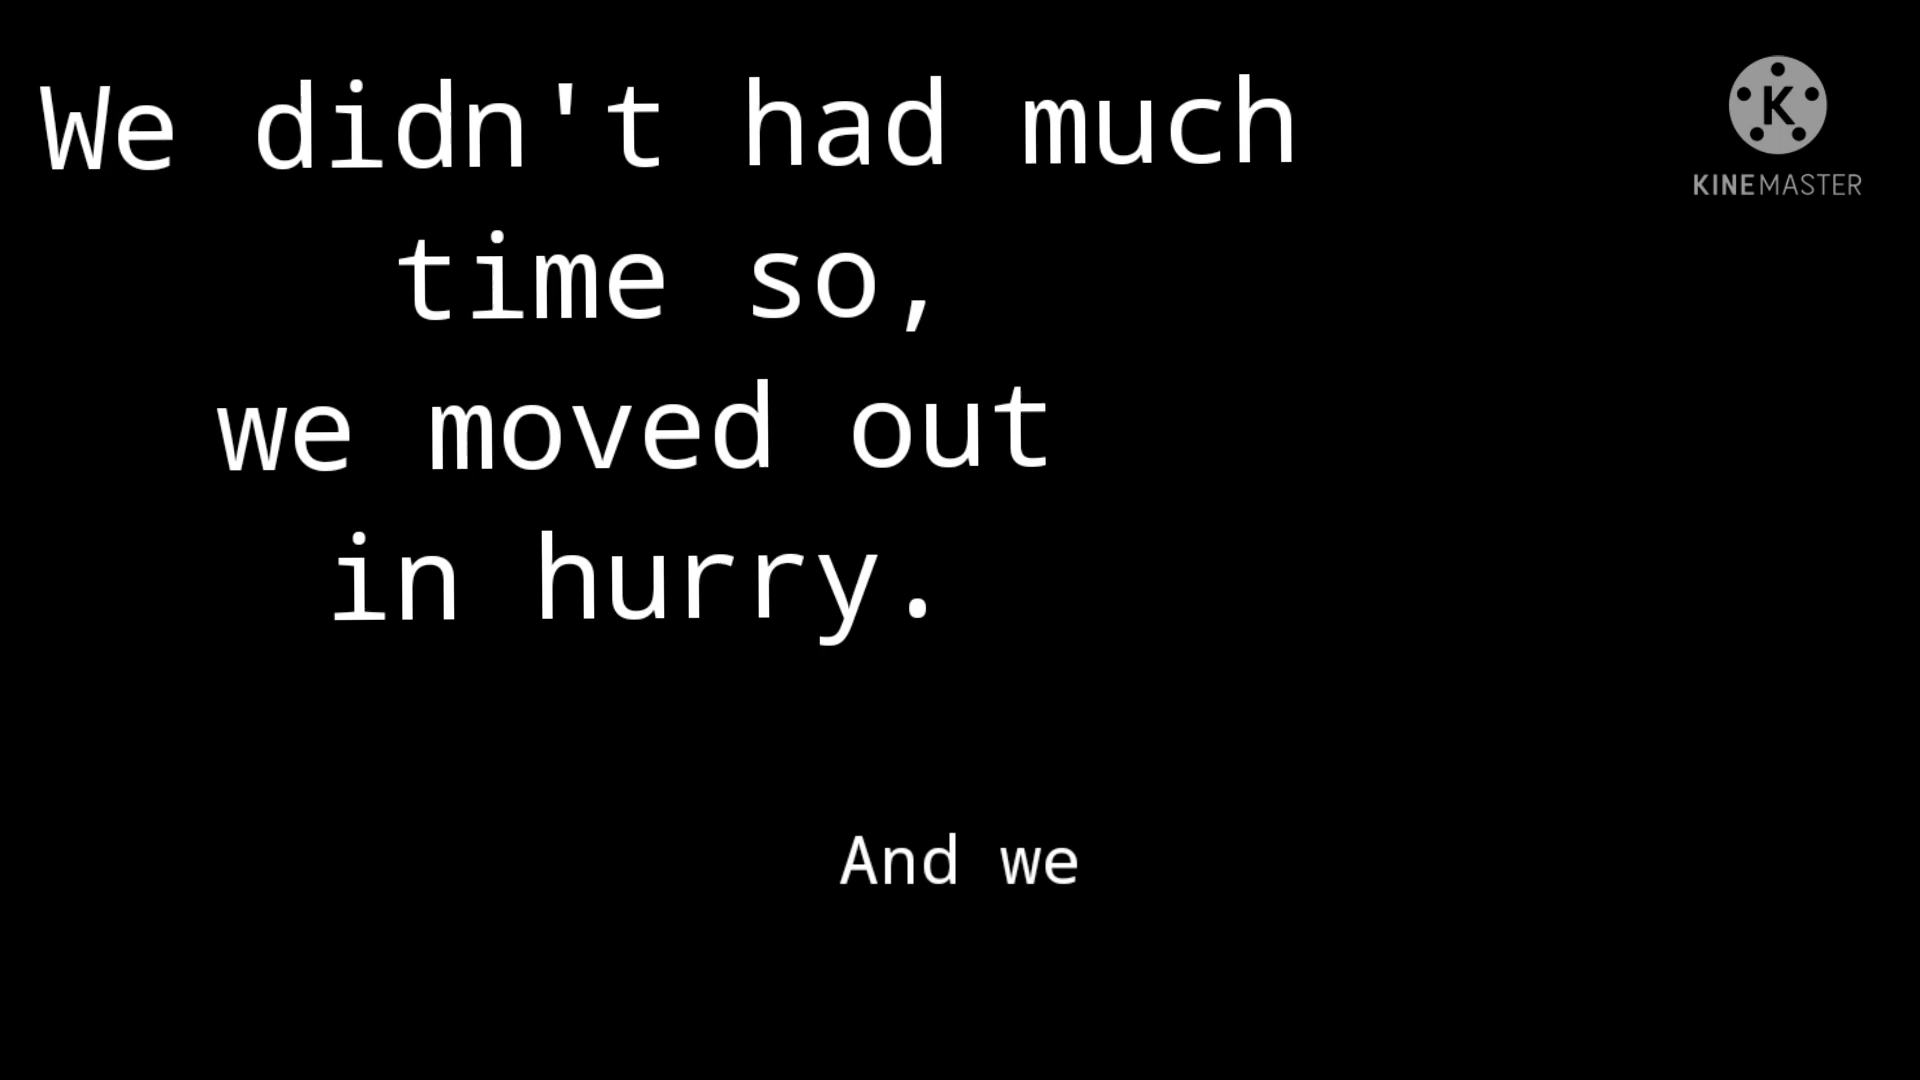 We didn't had much
time so,
we moved out
in hurry.
And we
K
KINEMASTER